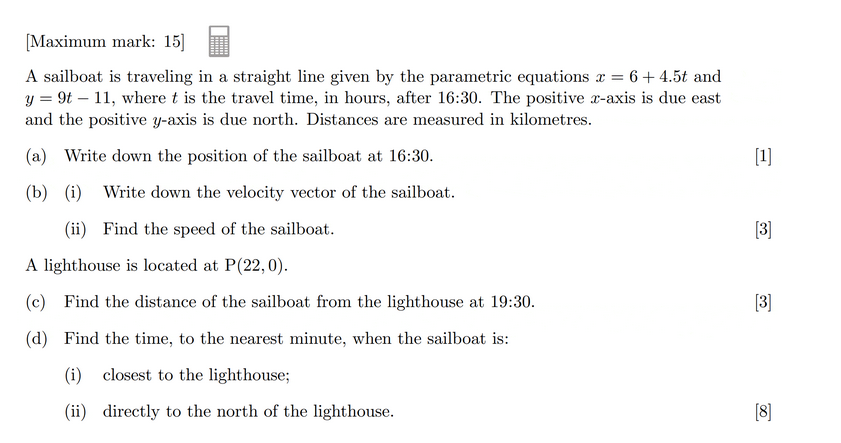 [Maximum mark: 15]
A sailboat is traveling in a straight line given by the parametric equations x = 6 + 4.5t and
y = 9t − 11, where t is the travel time, in hours, after 16:30. The positive x-axis is due east
and the positive y-axis is due north. Distances are measured in kilometres.
(a) Write down the position of the sailboat at 16:30. [1]
(b) (i) Write down the velocity vector of the sailboat.
(ii) Find the speed of the sailboat. [3]
A lighthouse is located at P(22, 0).
(c) Find the distance of the sailboat from the lighthouse at 19:30. [3]
(d) Find the time, to the nearest minute, when the sailboat is:
(i) closest to the lighthouse;
(ii) directly to the north of the lighthouse. [8]